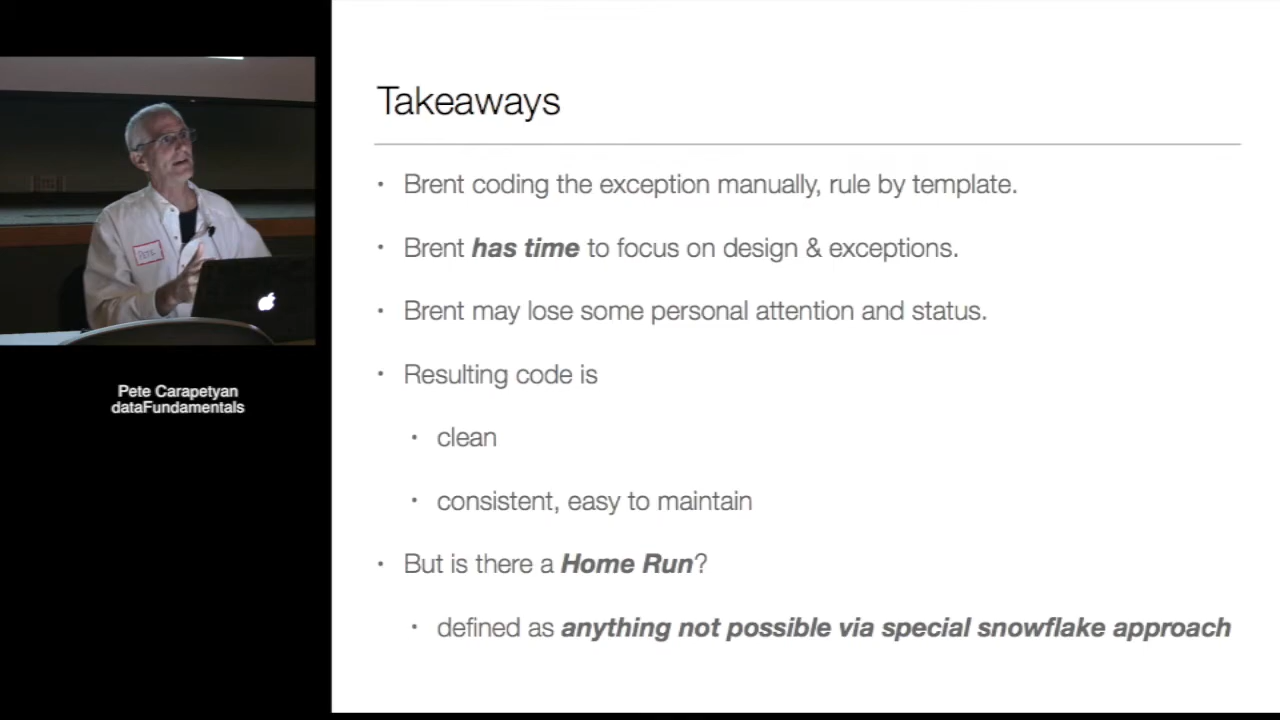 Takeaways
Brent coding the exception manually, rule by template.
Brent has time to focus on design & exceptions.
Brent may lose some personal attention and status.
Resulting code is
clean
consistent, easy to maintain
But is there a Home Run?
defined as anything not possible via special snowflake approach
PETE
Pete Carapetyan
dataFundamentals